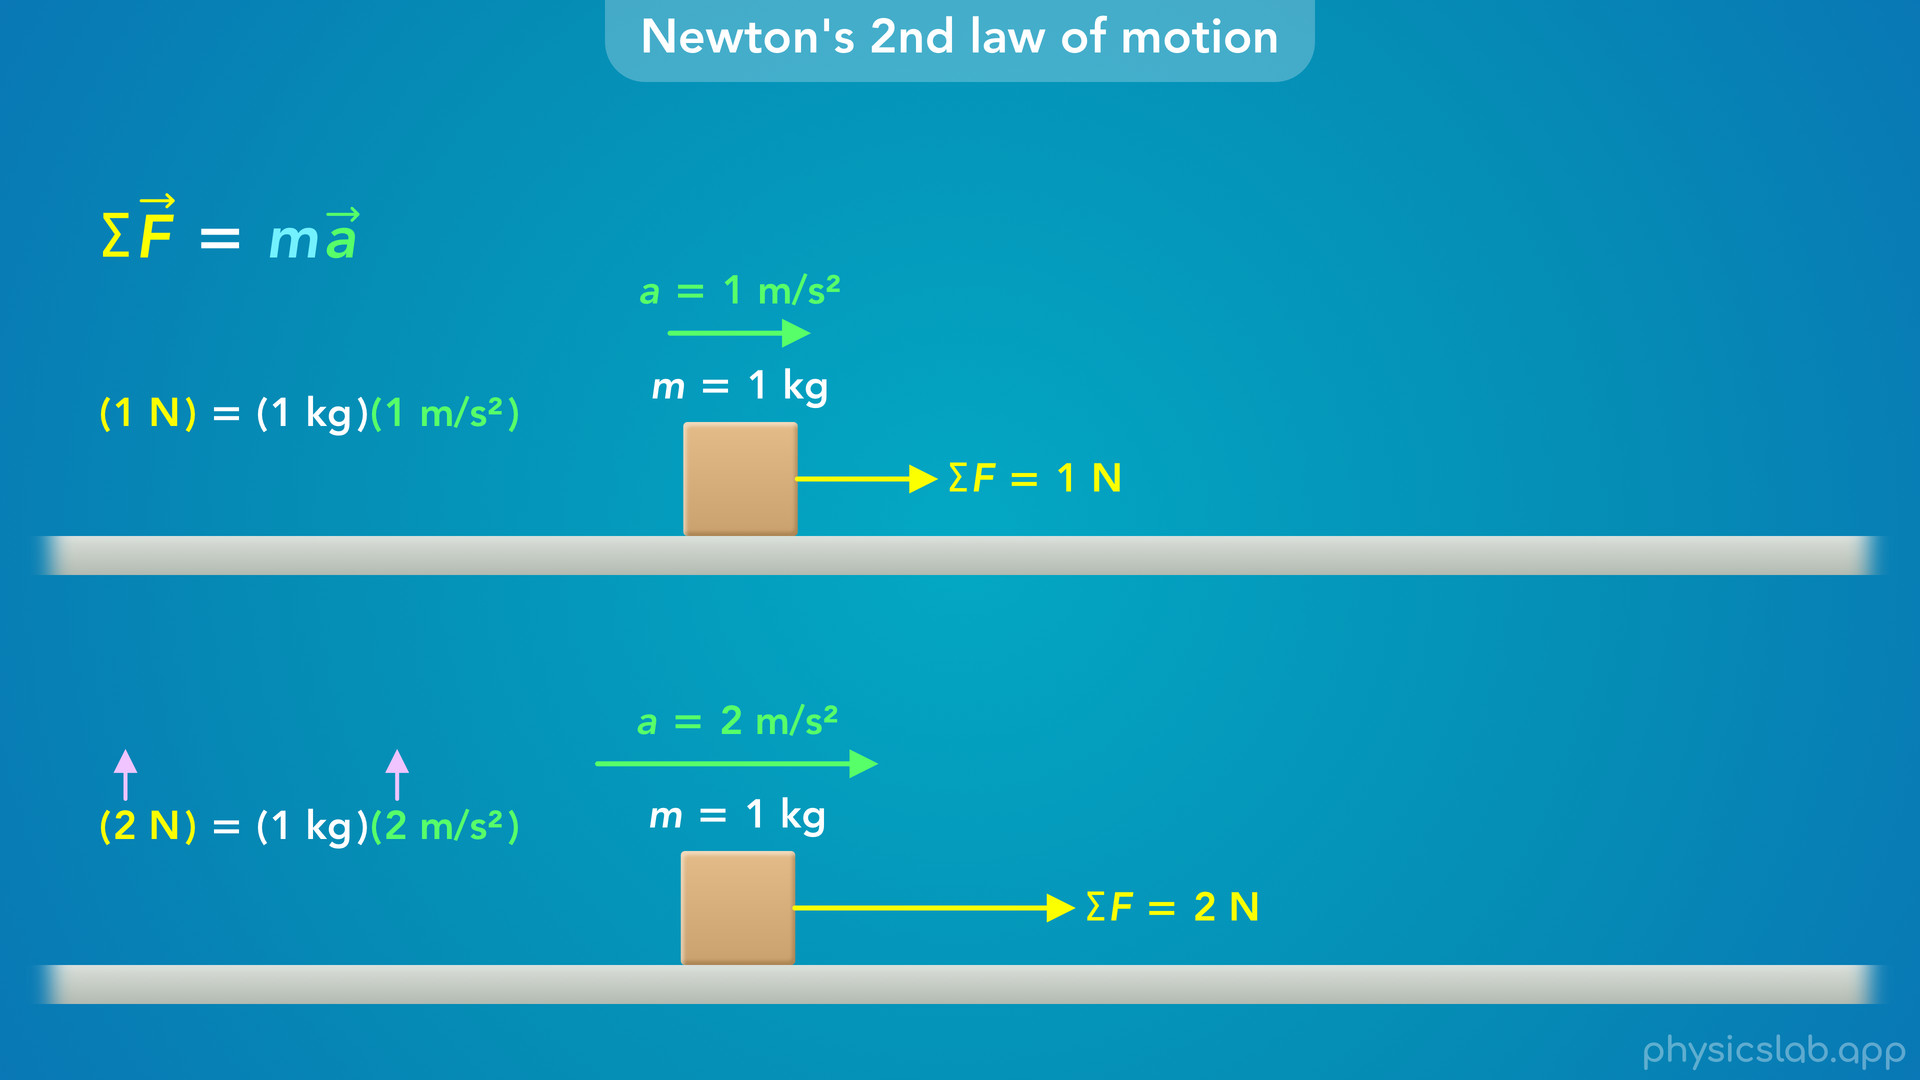 Newton's 2nd law of motion
ΣF⃗ = ma⃗
a = 1 m/s²
m = 1 kg
(1 N) = (1 kg)(1 m/s²)
ΣF = 1 N
a = 2 m/s²
m = 1 kg
(2 N) = (1 kg)(2 m/s²)
ΣF = 2 N
physicslab.app